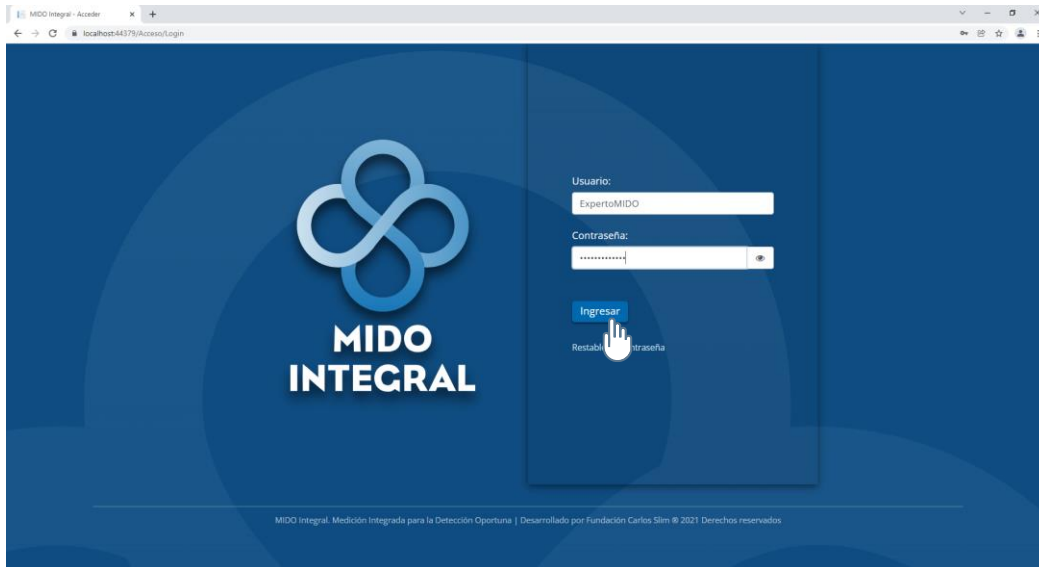 MIDO Integral - Acceder
localhost:44379/Acceso/Login
Usuario:
ExpertoMIDO
Contraseña:
•••••••••••••
Ingresar
MIDO
INTEGRAL
MIDO Integral. Medición Integrada para la Detección Oportuna | Desarrollado por Fundación Carlos Slim ® 2021 Derechos reservados